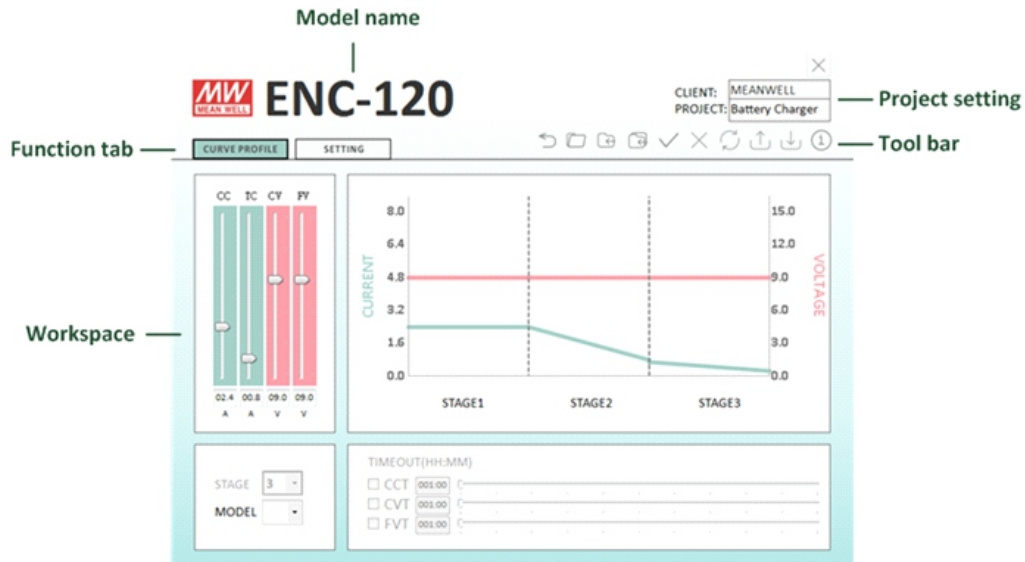 Model name
MW
MEAN WELL
ENC-120
CLIENT: MEANWELL
PROJECT: Battery Charger
Project setting
Function tab
CURVE PROFILE
SETTING
Tool bar
CC TC CV FV
02.4 00.8 09.0 09.0
A A V V
Workspace
CURRENT
8.0
6.4
4.8
3.2
1.6
0.0
STAGE1 STAGE2 STAGE3
15.0
12.0
9.0
6.0
3.0
0.0
VOLTAGE
STAGE 3
MODEL
TIMEOUT(HH:MM)
CCT 001:00
CVT 001:00
FVT 001:00